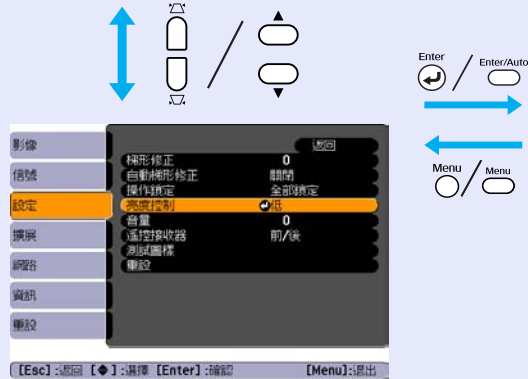 Enter
Enter/Auto
Menu
Menu
影像
信號
設定
擴展
網路
資訊
重設
返回
梯形修正 0
自動梯形修正 關閉
操作鎖定 全部鎖定
亮度控制 低
音量 0
遙控接收器 前/後
測試圖樣
重設
[Esc] :返回 [◆] :選擇 [Enter] :確認 [Menu] :退出